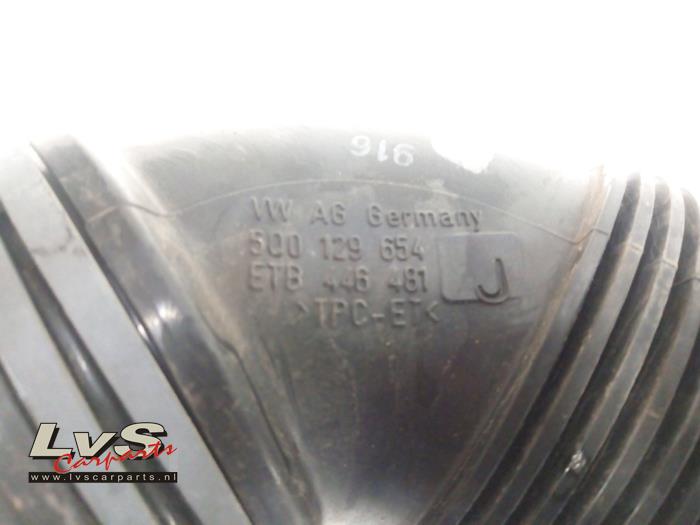 916
VW AG Germany
5Q0 129 654
ETB 446 481 J
>TPC-ET<
LvS
Carparts
www.lvscarparts.nl